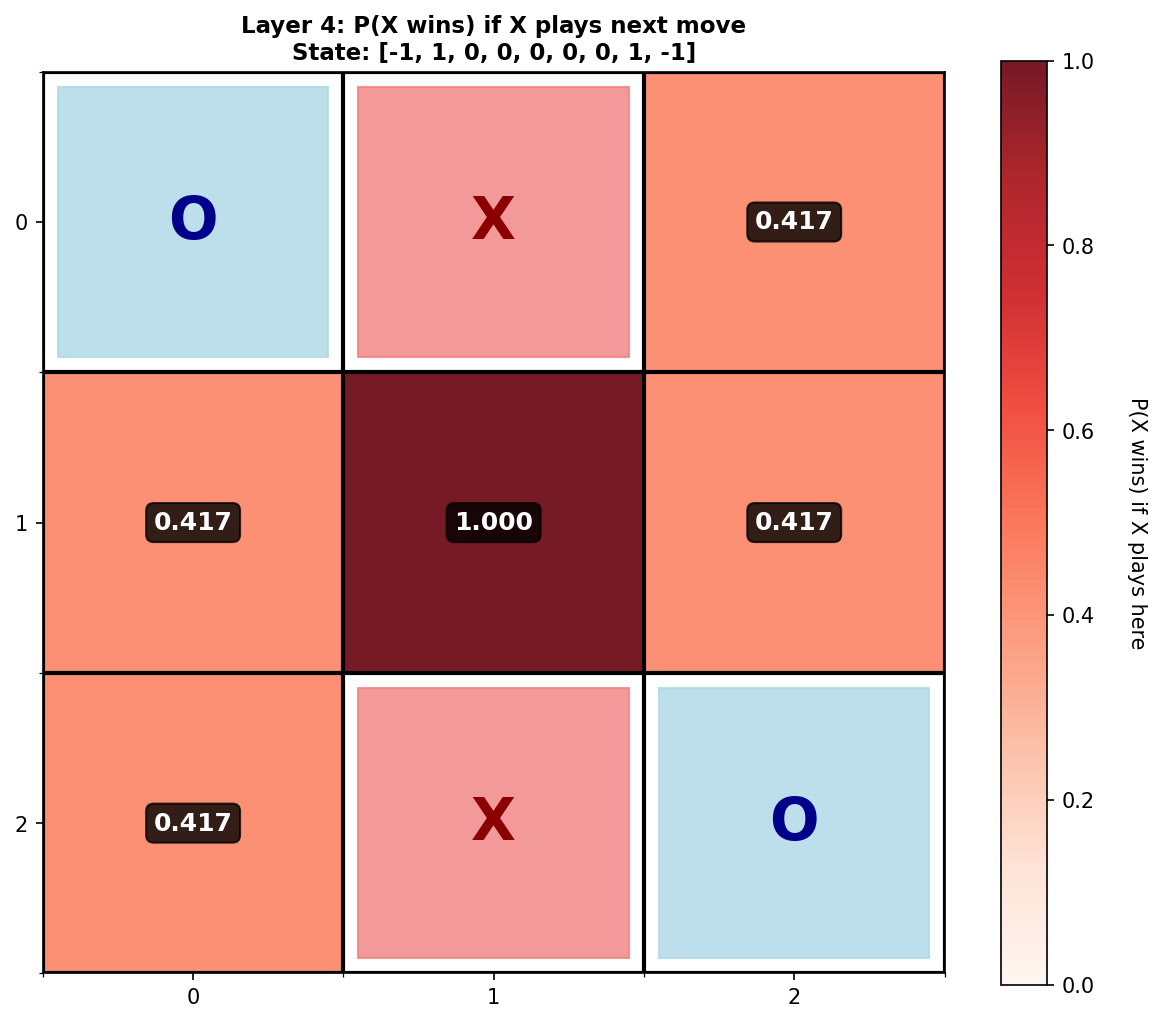 Layer 4: P(X wins) if X plays next move
State: [-1, 1, 0, 0, 0, 0, 0, 1, -1]
O
X
0.417
0.417
1.000
0.417
0.417
X
O
0
1
2
0
1
2
1.0
0.8
0.6
0.4
0.2
0.0
P(X wins) if X plays here